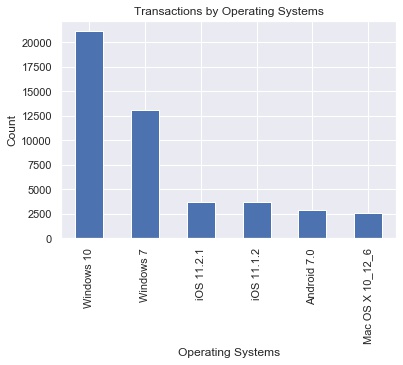 Transactions by Operating Systems
20000
17500
15000
12500
10000
7500
5000
2500
0
Count
Windows 10
Windows 7
iOS 11.2.1
iOS 11.1.2
Android 7.0
Mac OS X 10_12_6
Operating Systems